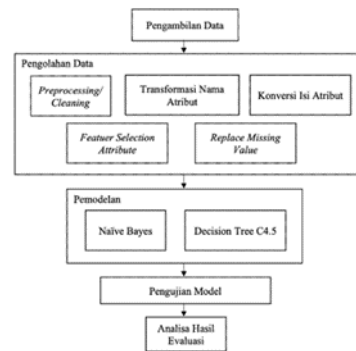 Pengambilan Data
Pengolahan Data
Preprocessing/
Cleaning
Transformasi Nama
Atribut
Konversi Isi Atribut
Featuer Selection
Attribute
Replace Missing
Value
Pemodelan
Naïve Bayes
Decision Tree C4.5
Pengujian Model
Analisa Hasil
Evaluasi